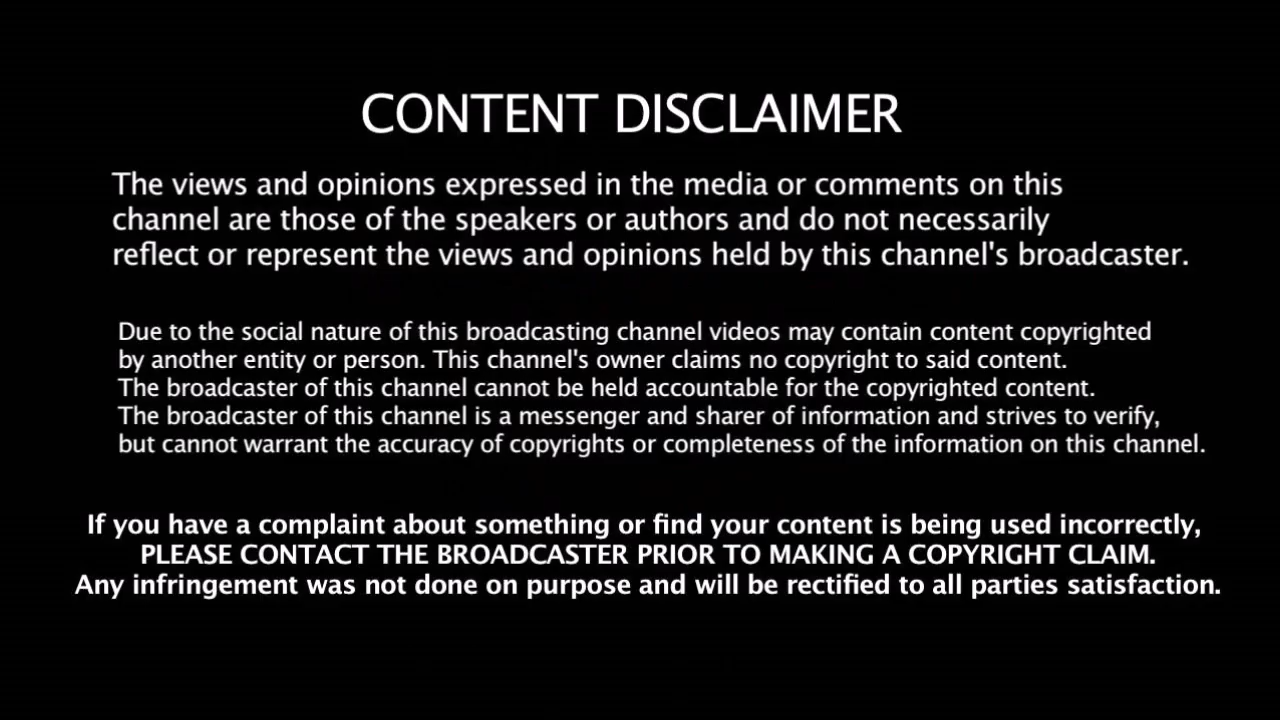 CONTENT DISCLAIMER
The views and opinions expressed in the media or comments on this
channel are those of the speakers or authors and do not necessarily
reflect or represent the views and opinions held by this channel's broadcaster.
Due to the social nature of this broadcasting channel videos may contain content copyrighted
by another entity or person. This channel's owner claims no copyright to said content.
The broadcaster of this channel cannot be held accountable for the copyrighted content.
The broadcaster of this channel is a messenger and sharer of information and strives to verify,
but cannot warrant the accuracy of copyrights or completeness of the information on this channel.
If you have a complaint about something or find your content is being used incorrectly,
PLEASE CONTACT THE BROADCASTER PRIOR TO MAKING A COPYRIGHT CLAIM.
Any infringement was not done on purpose and will be rectified to all parties satisfaction.